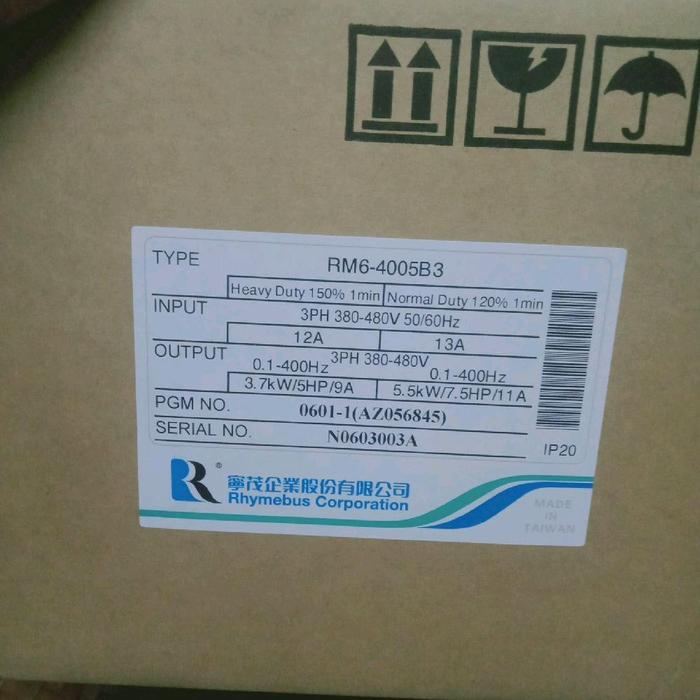 TYPE RM6-4005B3
Heavy Duty 150% 1min Normal Duty 120% 1min
INPUT 3PH 380-480V 50/60Hz
12A 13A
OUTPUT 3PH 380-480V
0.1-400Hz 0.1-400Hz
3.7kW/5HP/9A 5.5kW/7.5HP/11A
PGM NO. 0601-1(AZ056845)
SERIAL NO. N0603003A
IP20
R ®
寧茂企業股份有限公司
Rhymebus Corporation
MADE
IN
TAIWAN